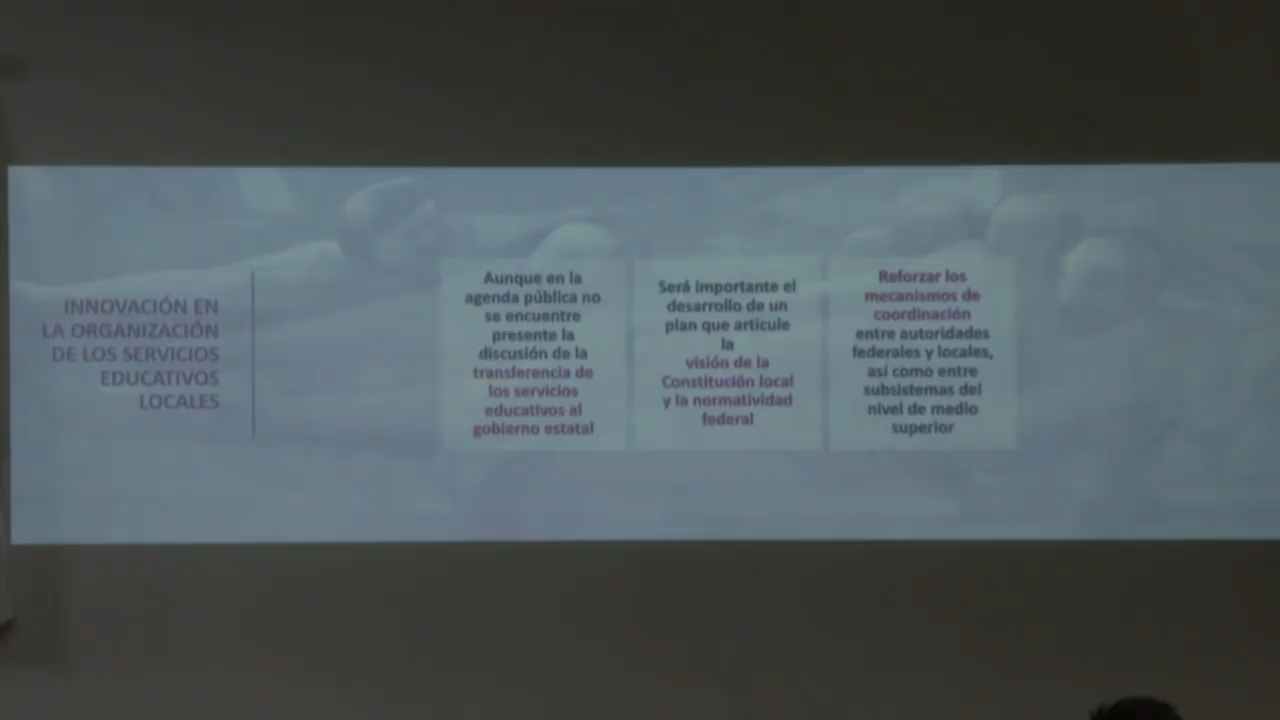 INNOVACIÓN EN
LA ORGANIZACIÓN
DE LOS SERVICIOS
EDUCATIVOS
LOCALES
Aunque en la
agenda pública no
se encuentre
presente la
discusión de la
transferencia de
los servicios
educativos al
gobierno estatal
Será importante el
desarrollo de un
plan que articule
la
visión de la
Constitución local
y la normatividad
federal
Reforzar los
mecanismos de
coordinación
entre autoridades
federales y locales,
así como entre
subsistemas del
nivel de medio
superior